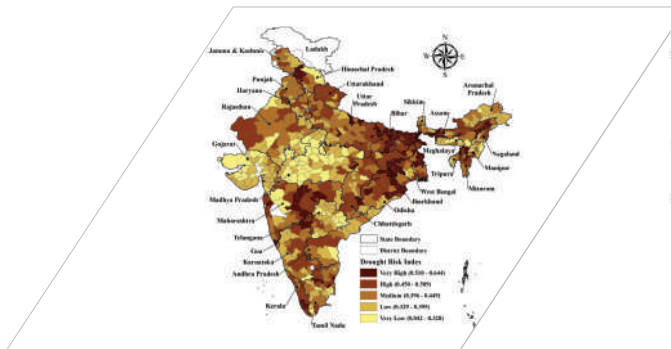 N
W E
S
Jammu & Kashmir
Ladakh
Himachal Pradesh
Punjab
Uttarakhand
Haryana
Uttar
Pradesh
Rajasthan
Sikkim
Arunachal
Pradesh
Assam
Bihar
Gujarat
Meghalaya
Nagaland
Manipur
Tripura
Mizoram
West Bengal
Jharkhand
Madhya Pradesh
Odisha
Maharashtra
Chhattisgarh
Telangana
Goa
Karnataka
Andhra Pradesh
Kerala
Tamil Nadu
State Boundary
District Boundary
Drought Risk Index
Very High (0.510 - 0.644)
High (0.450 - 0.509)
Medium (0.396 - 0.449)
Low (0.329 - 0.395)
Very Low (0.042 - 0.328)